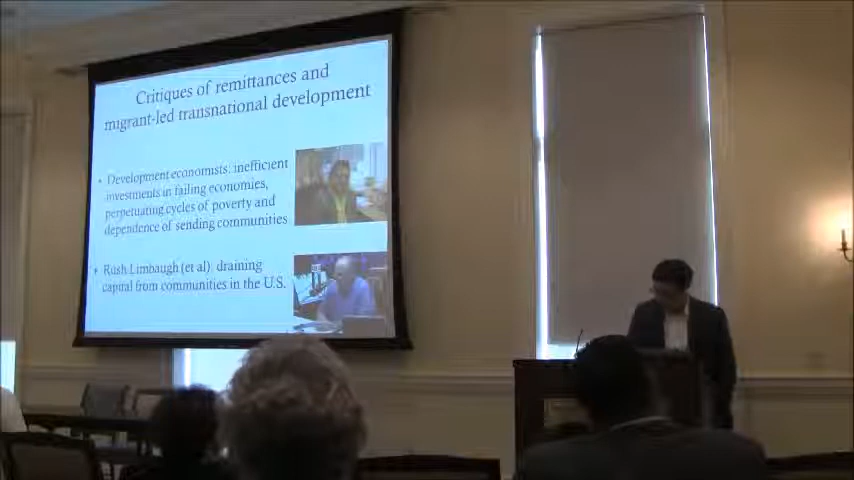 Critiques of remittances and
migrant-led transnational development
• Development economists: inefficient
investments in failing economies,
perpetuating cycles of poverty and
dependence of sending communities
• Rush Limbaugh (et al): draining
capital from communities in the U.S.